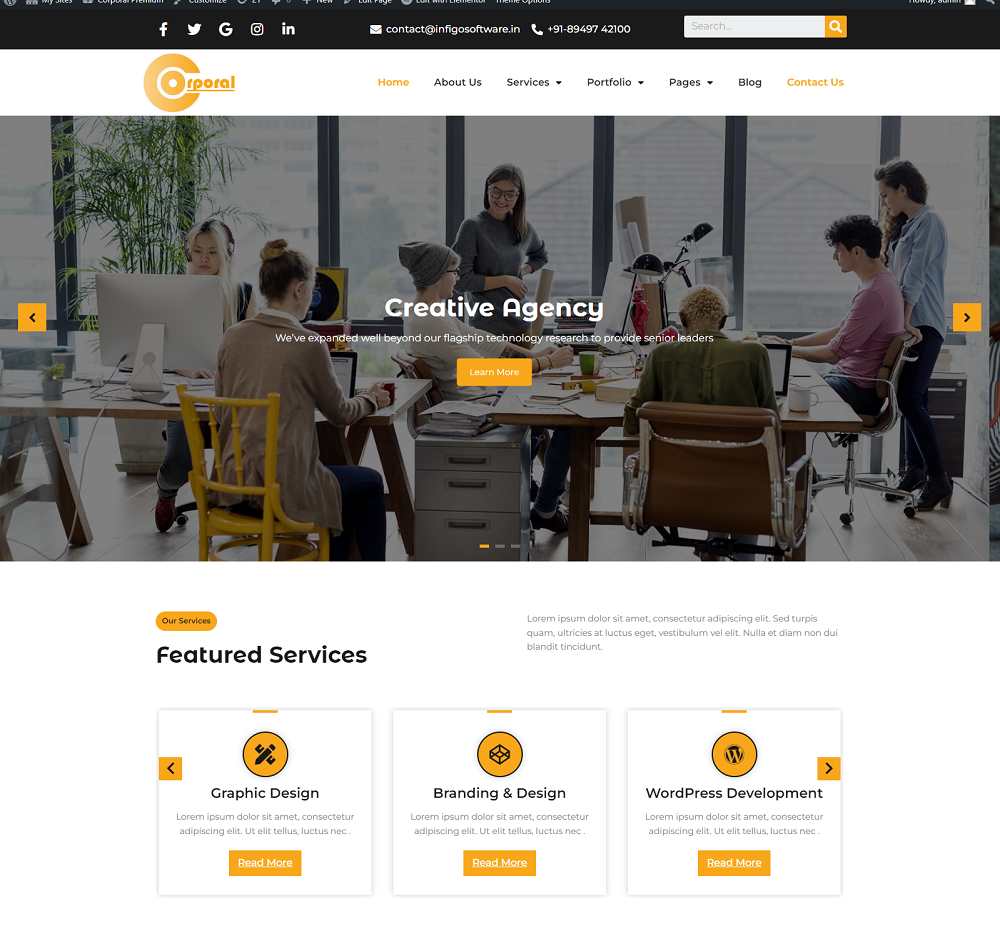 My Sites Corporal Premium Customize 21 0 New Edit Page Edit with Elementor Theme Options Howdy, admin
contact@infigosoftware.in +91-89497 42100 Search...
Corporal
Home About Us Services Portfolio Pages Blog Contact Us
Creative Agency
We've expanded well beyond our flagship technology research to provide senior leaders
Learn More
Our Services
Featured Services
Lorem ipsum dolor sit amet, consectetur adipiscing elit. Sed turpis
quam, ultricies at luctus eget, vestibulum vel elit. Nulla et diam non dui
blandit tincidunt.
Graphic Design
Lorem ipsum dolor sit amet, consectetur
adipiscing elit. Ut elit tellus, luctus nec .
Read More
Branding & Design
Lorem ipsum dolor sit amet, consectetur
adipiscing elit. Ut elit tellus, luctus nec .
Read More
WordPress Development
Lorem ipsum dolor sit amet, consectetur
adipiscing elit. Ut elit tellus, luctus nec .
Read More